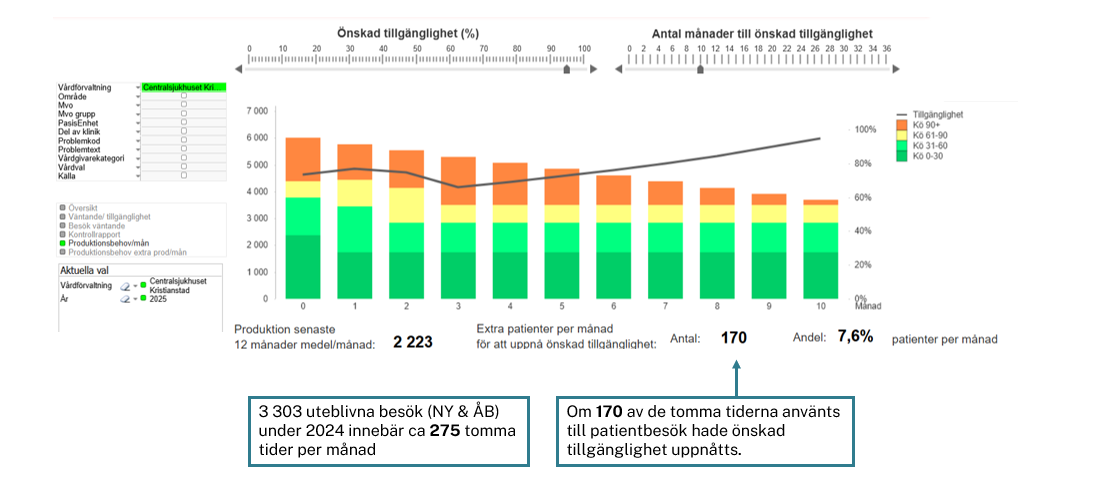 Önskad tillgänglighet (%)
0 10 20 30 40 50 60 70 80 90 100
Antal månader till önskad tillgänglighet
0 2 4 6 8 10 12 14 16 18 20 22 24 26 28 30 32 34 36
Vårdförvaltning Centralsjukhuset Kri...
Område
Mvo
Mvo grupp
PasisEnhet
Del av klinik
Problemkod
Problemtext
Vårdgivarekategori
Vårdval
Källa
Översikt
Väntande/ tillgänglighet
Besök väntande
Kontrollrapport
Produktionsbehov/mån
Produktionsbehov extra prod/mån
Aktuella val
Vårdförvaltning Centralsjukhuset
Kristianstad
År 2025
7 000
6 000
5 000
4 000
3 000
2 000
1 000
0
0 1 2 3 4 5 6 7 8 9 10 Månad
100%
80%
60%
40%
20%
0%
Tillgänglighet
Kö 90+
Kö 61-90
Kö 31-60
Kö 0-30
Produktion senaste
12 månader medel/månad: 2 223
Extra patienter per månad
för att uppnå önskad tillgänglighet:
Antal: 170
Andel: 7,6% patienter per månad
3 303 uteblivna besök (NY & ÅB)
under 2024 innebär ca 275 tomma
tider per månad
Om 170 av de tomma tiderna använts
till patientbesök hade önskad
tillgänglighet uppnåtts.